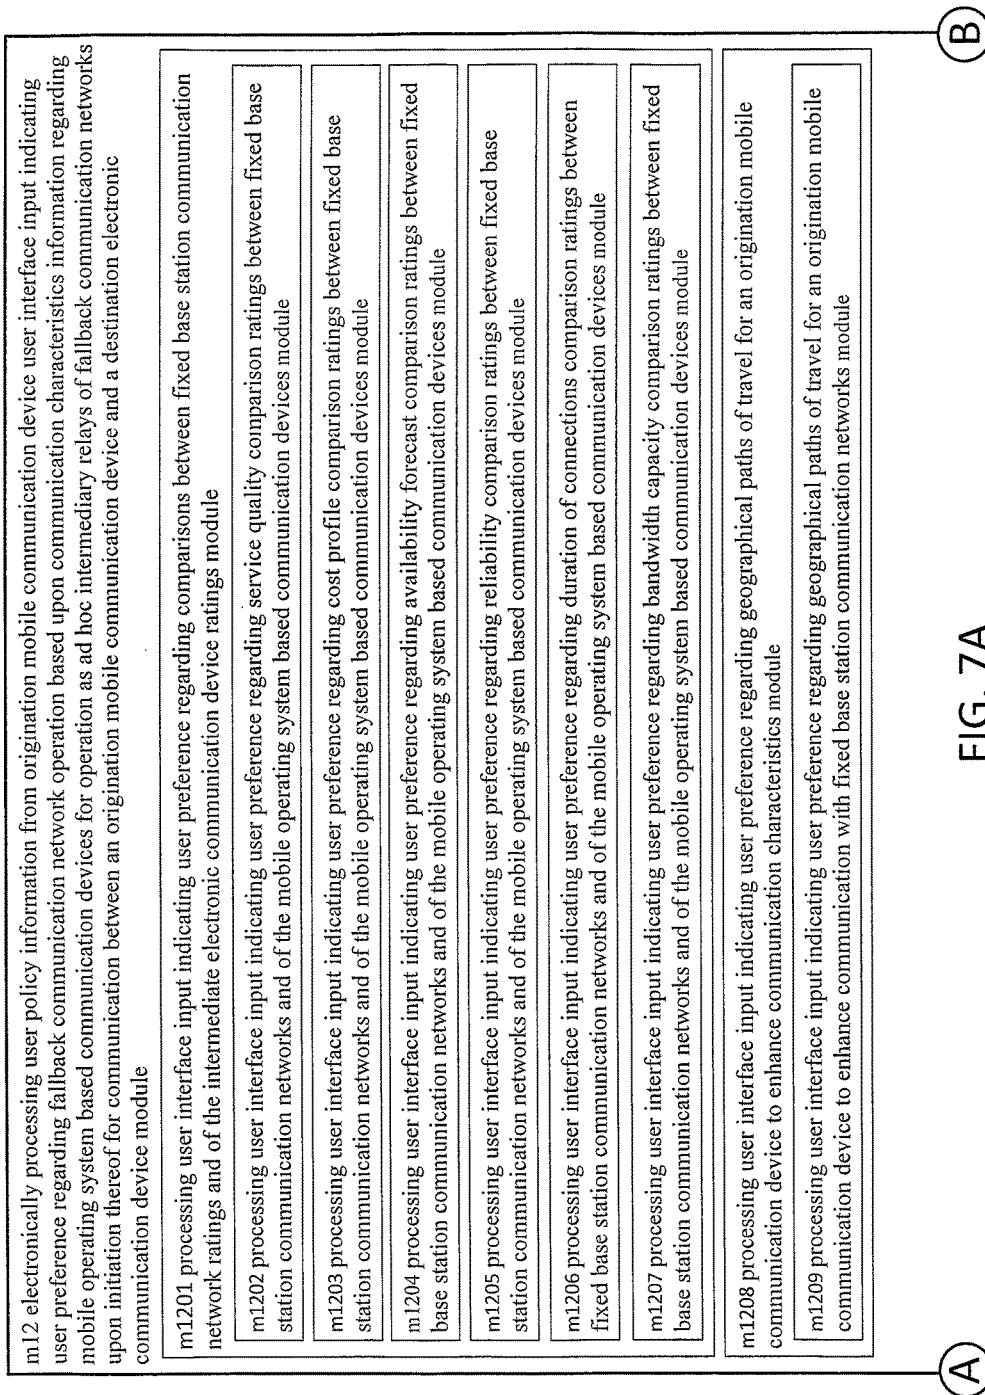 m12 electronically processing user policy information from origination mobile communication device user interface input indicating
user preference regarding fallback communication network operation based upon communication characteristics information regarding
mobile operating system based communication devices for operation as ad hoc intermediary relays of fallback communication networks
upon initiation thereof for communication between an origination mobile communication device and a destination electronic
communication device module
m1201 processing user interface input indicating user preference regarding comparisons between fixed base station communication
network ratings and of the intermediate electronic communication device ratings module
m1202 processing user interface input indicating user preference regarding service quality comparison ratings between fixed base
station communication networks and of the mobile operating system based communication devices module
m1203 processing user interface input indicating user preference regarding cost profile comparison ratings between fixed base
station communication networks and of the mobile operating system based communication devices module
m1204 processing user interface input indicating user preference regarding availability forecast comparison ratings between fixed
base station communication networks and of the mobile operating system based communication devices module
m1205 processing user interface input indicating user preference regarding reliability comparison ratings between fixed base
station communication networks and of the mobile operating system based communication devices module
m1206 processing user interface input indicating user preference regarding duration of connections comparison ratings between
fixed base station communication networks and of the mobile operating system based communication devices module
m1207 processing user interface input indicating user preference regarding bandwidth capacity comparison ratings between fixed
base station communication networks and of the mobile operating system based communication devices module
m1208 processing user interface input indicating user preference regarding geographical paths of travel for an origination mobile
communication device to enhance communication characteristics module
m1209 processing user interface input indicating user preference regarding geographical paths of travel for an origination mobile
communication device to enhance communication with fixed base station communication networks module
A
B
FIG. 7A